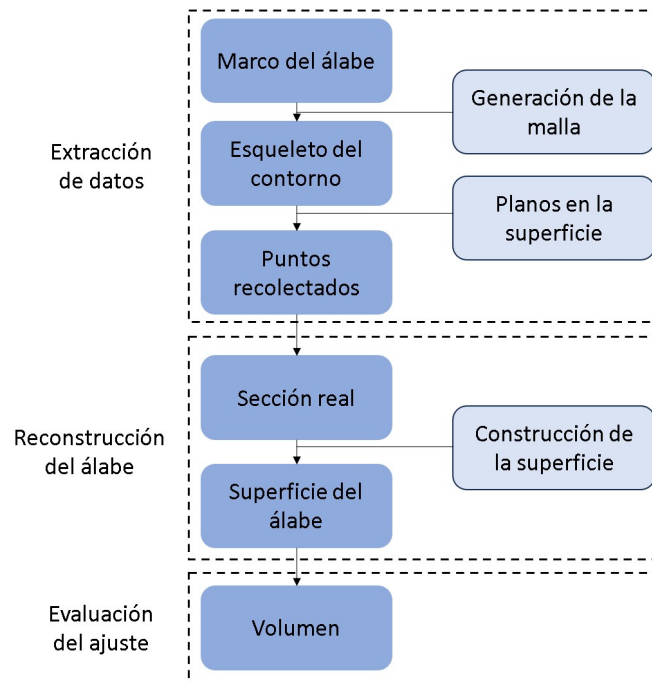 Marco del álabe
Generación de la
malla
Extracción
de datos
Esqueleto del
contorno
Planos en la
superficie
Puntos
recolectados
Sección real
Reconstrucción
del álabe
Construcción de
la superficie
Superficie del
álabe
Evaluación
del ajuste
Volumen